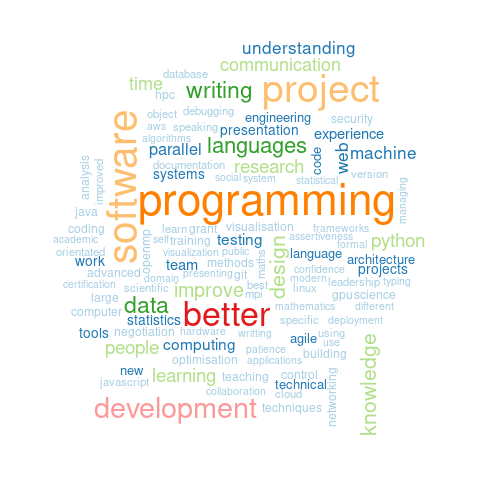 understanding
communication
database
time
writing
project
hpc
object
debugging
engineering
security
aws
speaking
presentation
experience
algorithms
software
parallel
languages
code
web
machine
analysis
improved
documentation
research
systems
social
system
statistical
version
programming
managing
java
coding
learn
grant
visualisation
frameworks
academic
openmp
self
training
testing
design
assertiveness
formal
python
orientated
visualization
public
maths
language
architecture
work
team
domain
methods
confidence
projects
advanced
presenting
git
modern
leadership
typing
certification
scientific
improve
best
linux
large
data
mpi
gpu
science
computer
better
mathematics
different
statistics
specific
deployment
tools
negotiation
hardware
writting
agile
using
use
people
computing
patience
building
knowledge
optimisation
applications
new
learning
teaching
control
javascript
technical
networking
collaboration
cloud
development
techniques